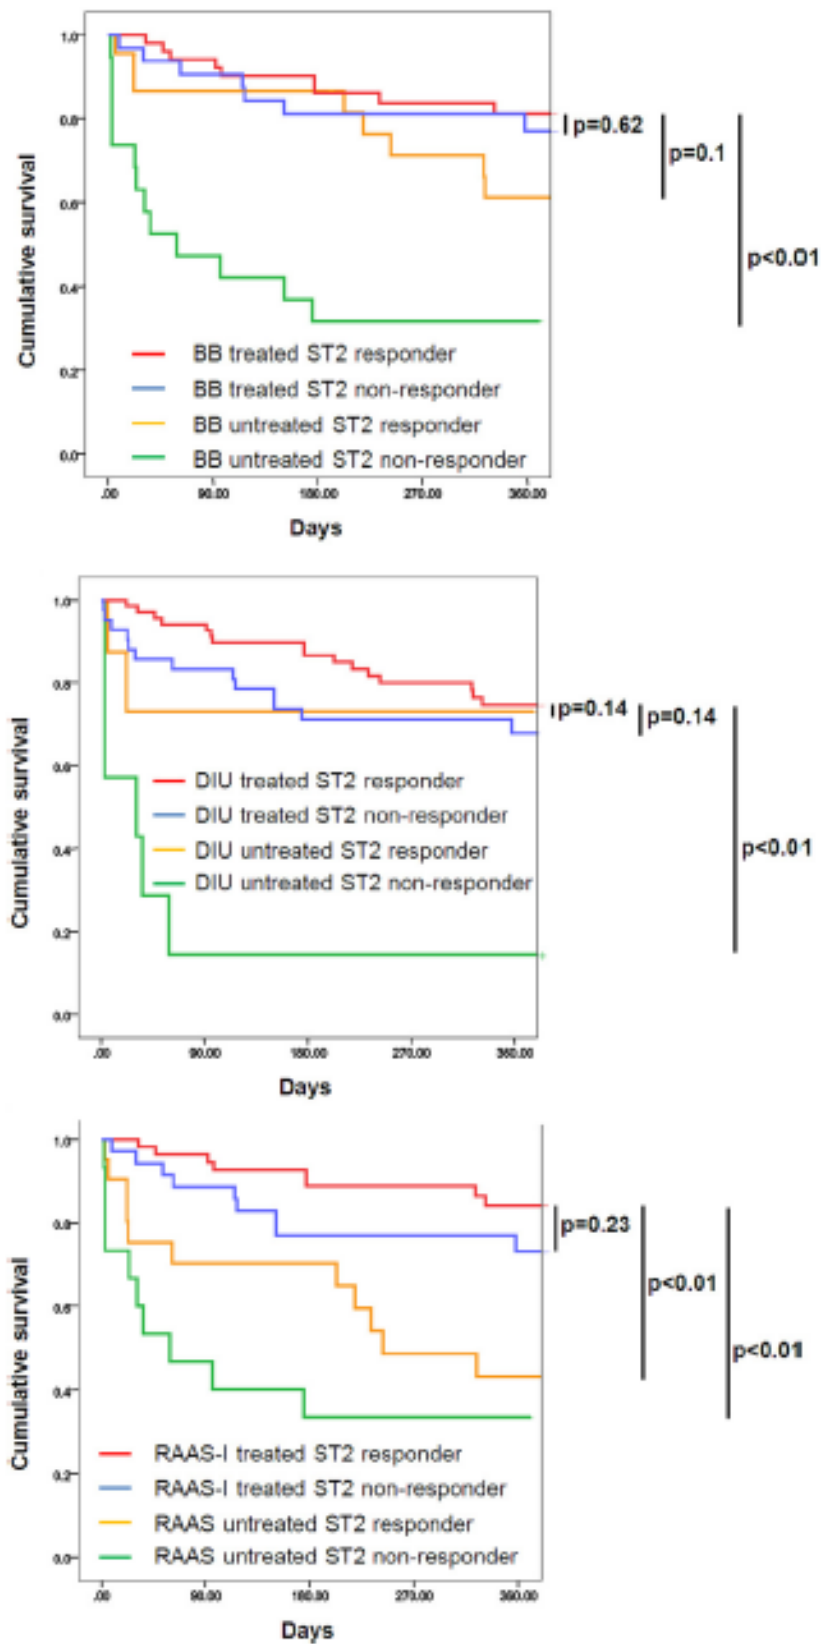 1.0
0.8
0.6
0.4
0.2
0.0
Cumulative survival
BB treated ST2 responder
BB treated ST2 non-responder
BB untreated ST2 responder
BB untreated ST2 non-responder
.00 90.00 180.00 270.00 360.00
Days
p=0.62
p=0.1
p<0.01
1.0
0.8
0.6
0.4
0.2
0.0
Cumulative survival
DIU treated ST2 responder
DIU treated ST2 non-responder
DIU untreated ST2 responder
DIU untreated ST2 non-responder
.00 90.00 180.00 270.00 360.00
Days
p=0.14
p=0.14
p<0.01
1.0
0.8
0.6
0.4
0.2
0.0
Cumulative survival
RAAS-I treated ST2 responder
RAAS-I treated ST2 non-responder
RAAS untreated ST2 responder
RAAS untreated ST2 non-responder
.00 90.00 180.00 270.00 360.00
Days
p=0.23
p<0.01
p<0.01